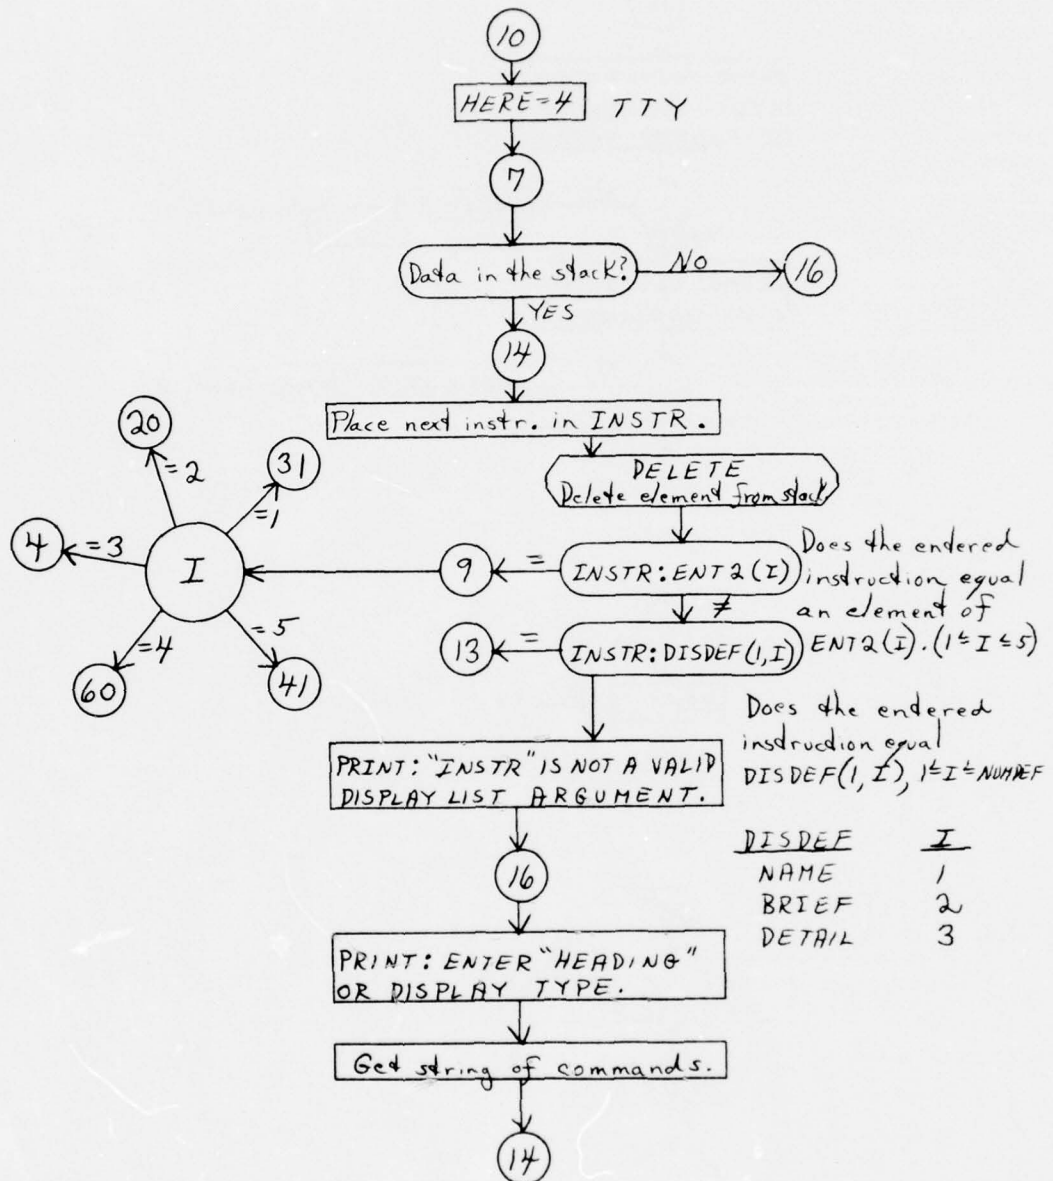 10
HERE=4 TTY
7
Data in the stack? NO 16
YES
14
Place next instr. in INSTR.
DELETE
Delete element from stack
20
=2
31
=1
4
=3
I
=4
60
=5
41
9
=
INSTR:ENT2(I)
≠
Does the entered
instruction equal
an element of
ENT2(I). (1≤I≤5)
13
=
INSTR:DISDEF(1,I)
Does the entered
instruction equal
DISDEF(1,I), 1≤I≤NUMDEF
PRINT: "INSTR" IS NOT A VALID
DISPLAY LIST ARGUMENT.
DISDEF I
NAME 1
BRIEF 2
DETAIL 3
16
PRINT: ENTER "HEADING"
OR DISPLAY TYPE.
Get string of commands.
14